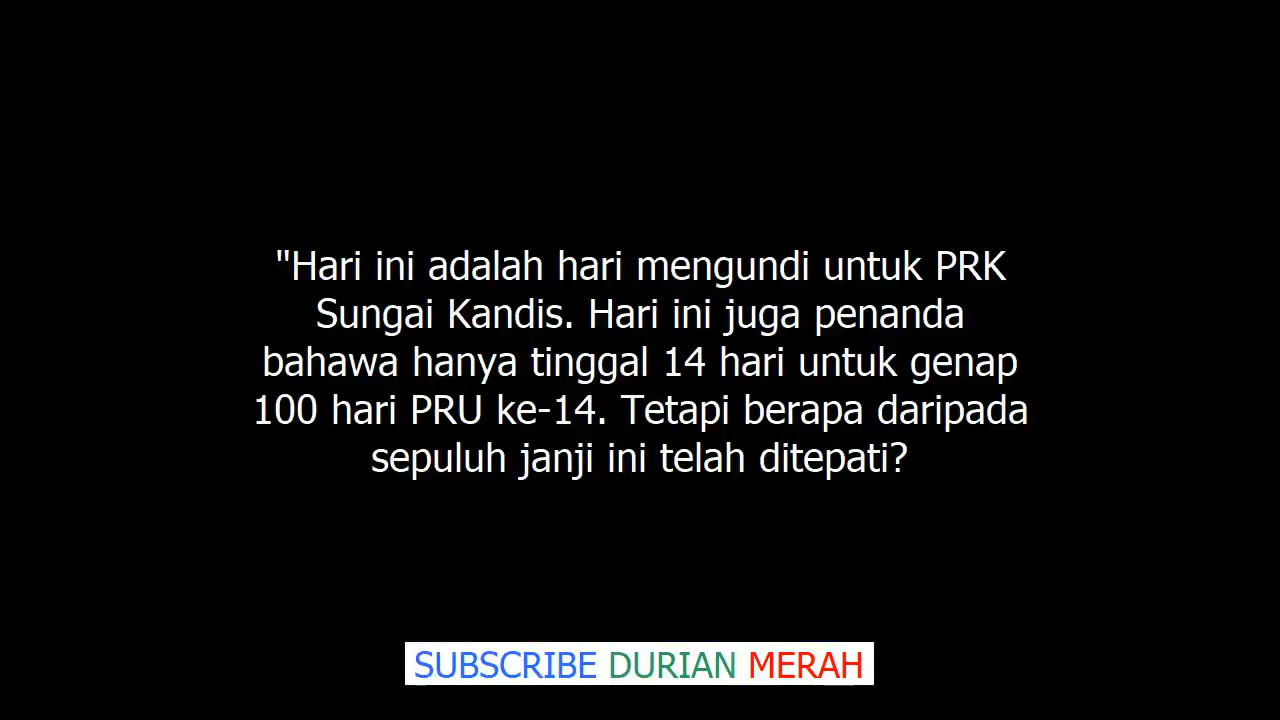 "Hari ini adalah hari mengundi untuk PRK
Sungai Kandis. Hari ini juga penanda
bahawa hanya tinggal 14 hari untuk genap
100 hari PRU ke-14. Tetapi berapa daripada
sepuluh janji ini telah ditepati?
SUBSCRIBE DURIAN MERAH